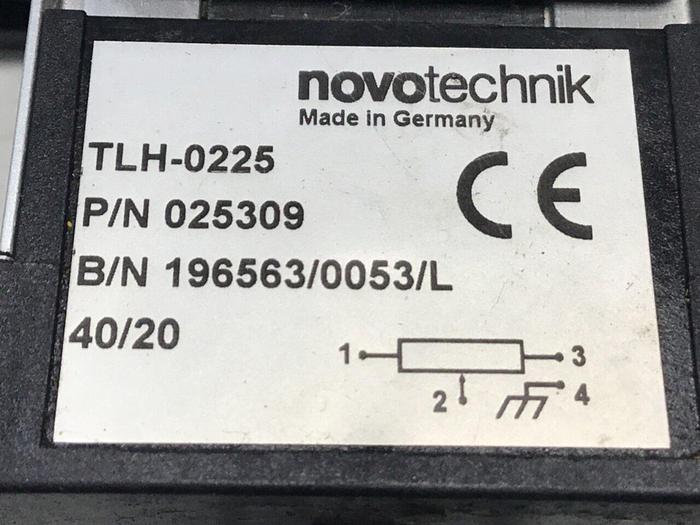 novotechnik
Made in Germany
TLH-0225
P/N 025309
CE
B/N 196563/0053/L
40/20
1 3
2 4